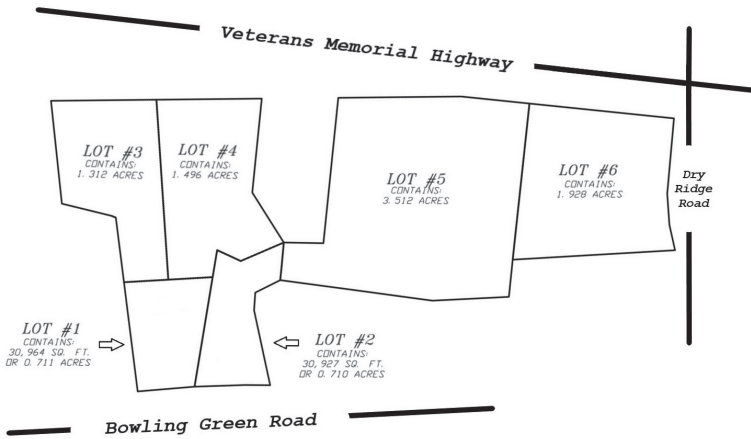 Veterans Memorial Highway
LOT #3
CONTAINS:
1.312 ACRES
LOT #4
CONTAINS:
1.496 ACRES
LOT #5
CONTAINS:
3.512 ACRES
LOT #6
CONTAINS:
1.928 ACRES
Dry
Ridge
Road
LOT #1
CONTAINS:
30,964 SQ. FT.
OR 0.711 ACRES
LOT #2
CONTAINS:
30,927 SQ. FT.
OR 0.710 ACRES
Bowling Green Road